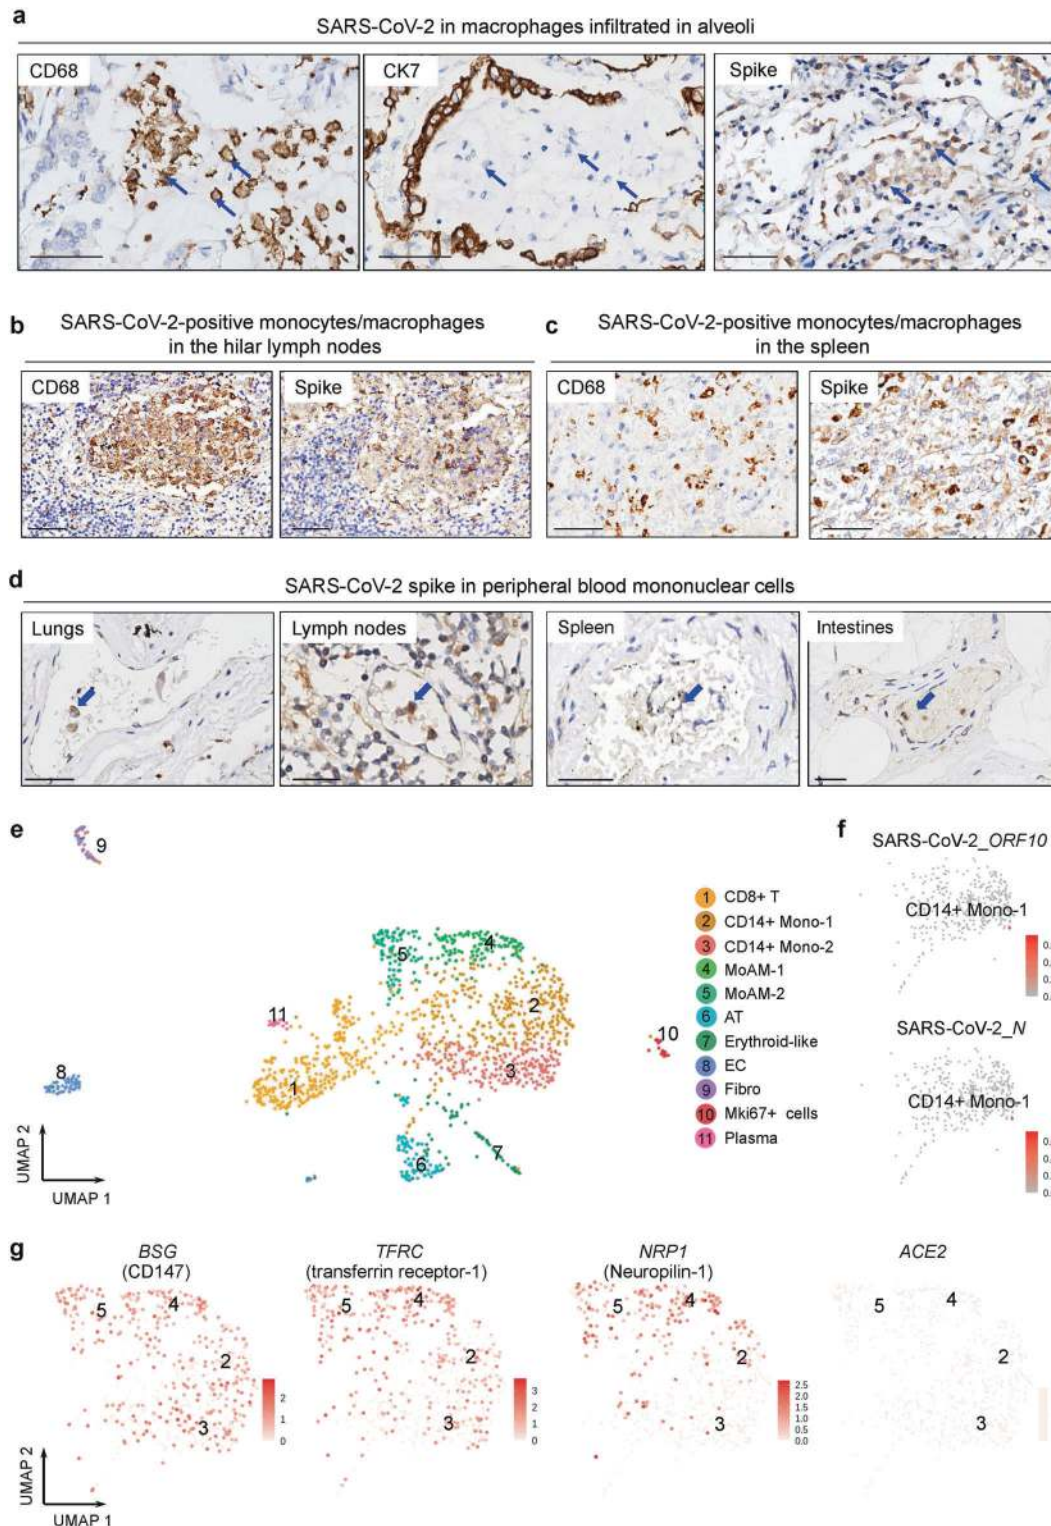 a
SARS-CoV-2 in macrophages infiltrated in alveoli
CD68
CK7
Spike
b
SARS-CoV-2-positive monocytes/macrophages
in the hilar lymph nodes
CD68
Spike
c
SARS-CoV-2-positive monocytes/macrophages
in the spleen
CD68
Spike
d
SARS-CoV-2 spike in peripheral blood mononuclear cells
Lungs
Lymph nodes
Spleen
Intestines
e
9
5
4
2
11
10
3
8
1
7
6
UMAP 2
UMAP 1
1 CD8+ T
2 CD14+ Mono-1
3 CD14+ Mono-2
4 MoAM-1
5 MoAM-2
6 AT
7 Erythroid-like
8 EC
9 Fibro
10 Mki67+ cells
11 Plasma
f
SARS-CoV-2_ORF10
CD14+ Mono-1
SARS-CoV-2_N
CD14+ Mono-1
g
BSG
(CD147)
5
4
2
3
2
1
0
UMAP 2
UMAP 1
TFRC
(transferrin receptor-1)
5
4
2
3
3
2
1
0
NRP1
(Neuropilin-1)
5
4
2
3
2.5
2.0
1.5
1.0
0.5
0.0
ACE2
5
4
2
3